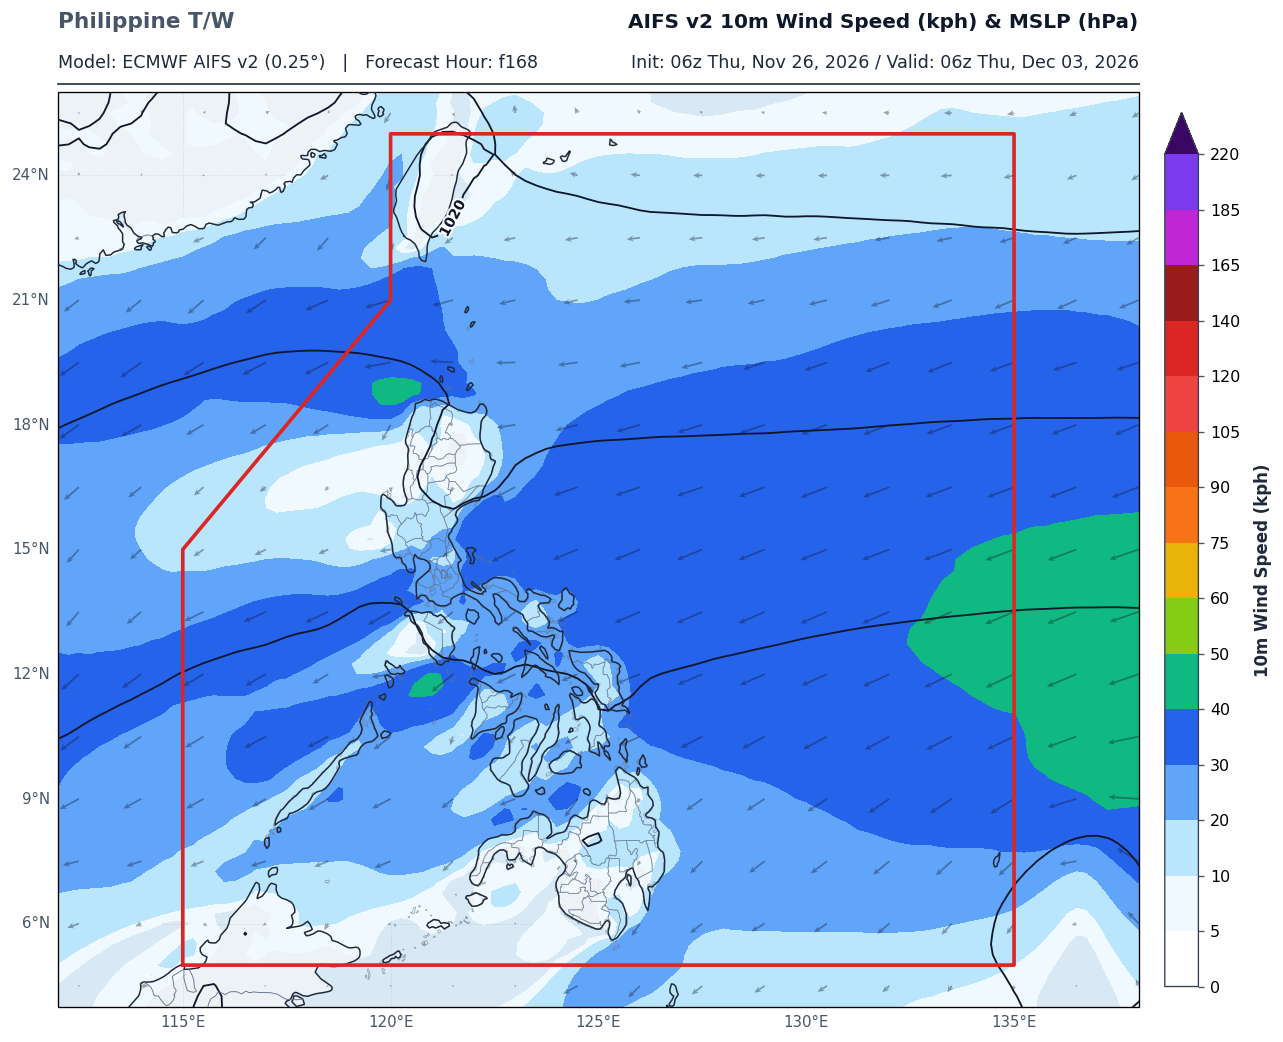 Philippine T/W
AIFS v2 10m Wind Speed (kph) & MSLP (hPa)
Model: ECMWF AIFS v2 (0.25°) | Forecast Hour: f168
Init: 06z Thu, Nov 26, 2026 / Valid: 06z Thu, Dec 03, 2026
24°N
21°N
18°N
15°N
12°N
9°N
6°N
1020
115°E
120°E
125°E
130°E
135°E
220
185
165
140
120
105
90
75
60
50
40
30
20
10
5
0
10m Wind Speed (kph)